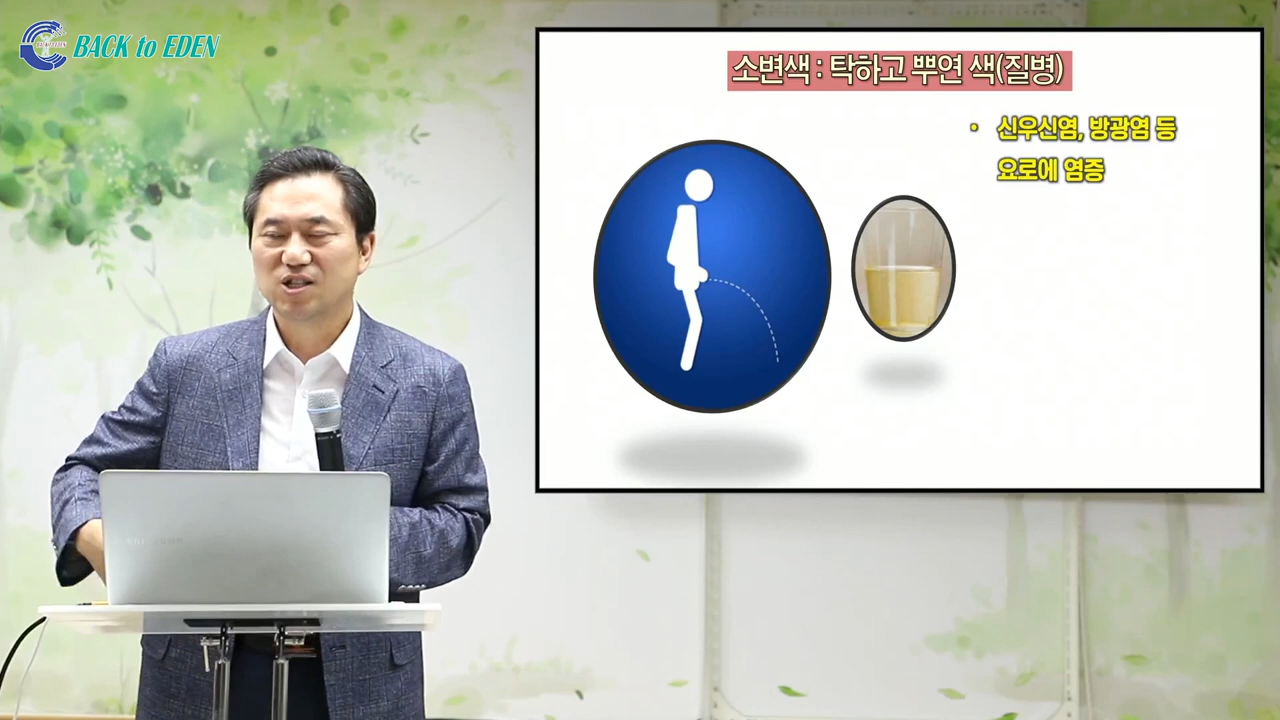 BACK to EDEN
소변색 : 탁하고 뿌연 색(질병)
• 신우신염, 방광염 등
요로에 염증